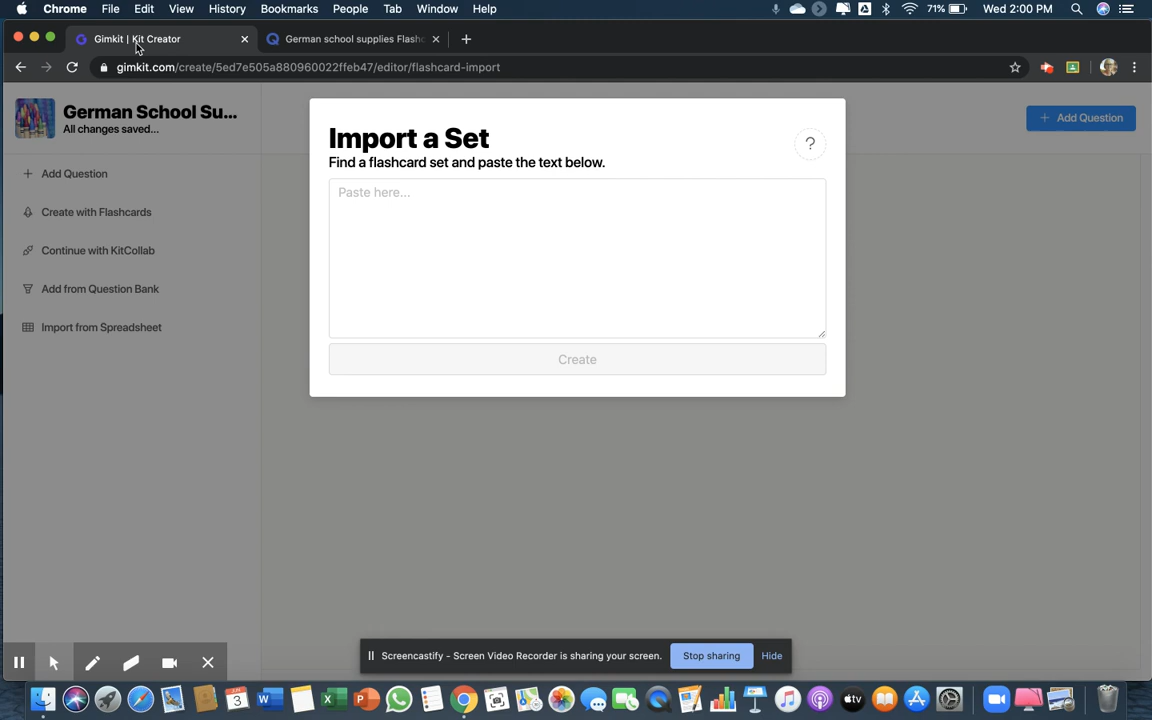 Chrome File Edit View History Bookmarks People Tab Window Help 71% Wed 2:00 PM
Gimkit | Kit Creator German school supplies Flash
gimkit.com/create/5ed7e505a880960022ffeb47/editor/flashcard-import
German School Su...
All changes saved...
Add Question
Import a Set
?
Find a flashcard set and paste the text below.
Add Question
Paste here...
Create with Flashcards
Continue with KitCollab
Add from Question Bank
Import from Spreadsheet
Create
Screencastify - Screen Video Recorder is sharing your screen. Stop sharing Hide
3
tv